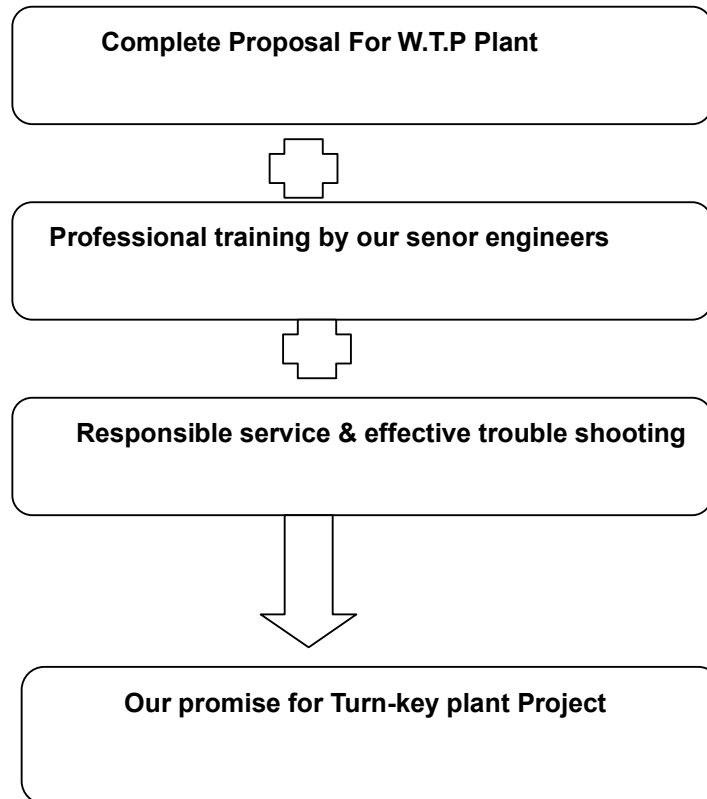 Complete Proposal For W.T.P Plant
Professional training by our senor engineers
Responsible service & effective trouble shooting
Our promise for Turn-key plant Project